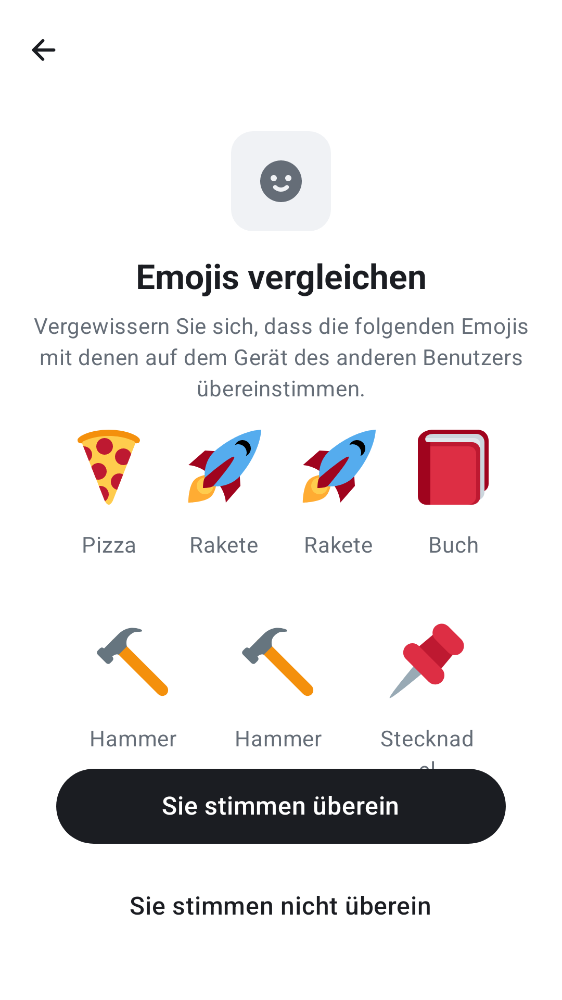 Emojis vergleichen
Vergewissern Sie sich, dass die folgenden Emojis
mit denen auf dem Gerät des anderen Benutzers
übereinstimmen.
Pizza Rakete Rakete Buch
Hammer Hammer Stecknad
el
Sie stimmen überein
Sie stimmen nicht überein